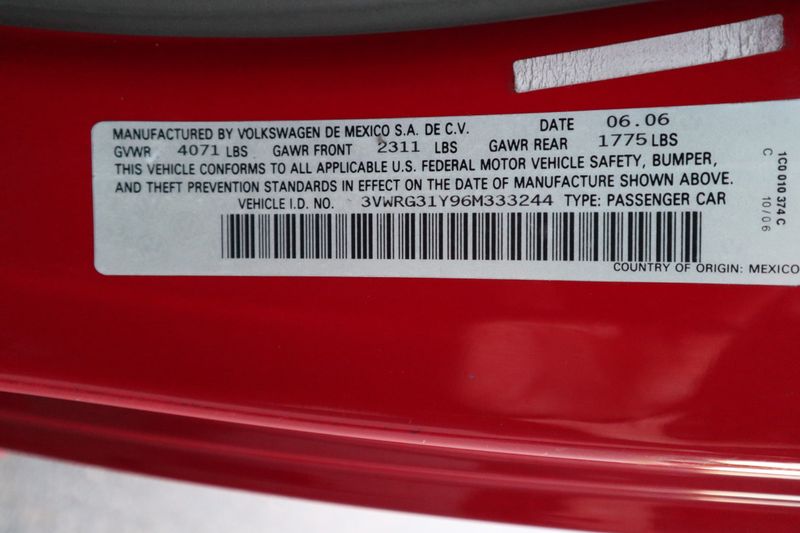 MANUFACTURED BY VOLKSWAGEN DE MEXICO S.A. DE C.V. DATE 06.06
GVWR 4071 LBS GAWR FRONT 2311 LBS GAWR REAR 1775 LBS
THIS VEHICLE CONFORMS TO ALL APPLICABLE U.S. FEDERAL MOTOR VEHICLE SAFETY, BUMPER,
AND THEFT PREVENTION STANDARDS IN EFFECT ON THE DATE OF MANUFACTURE SHOWN ABOVE.
VEHICLE I.D. NO. 3VWRG31Y96M333244 TYPE: PASSENGER CAR
COUNTRY OF ORIGIN: MEXICO
1C0 010 374 C
C 10/06